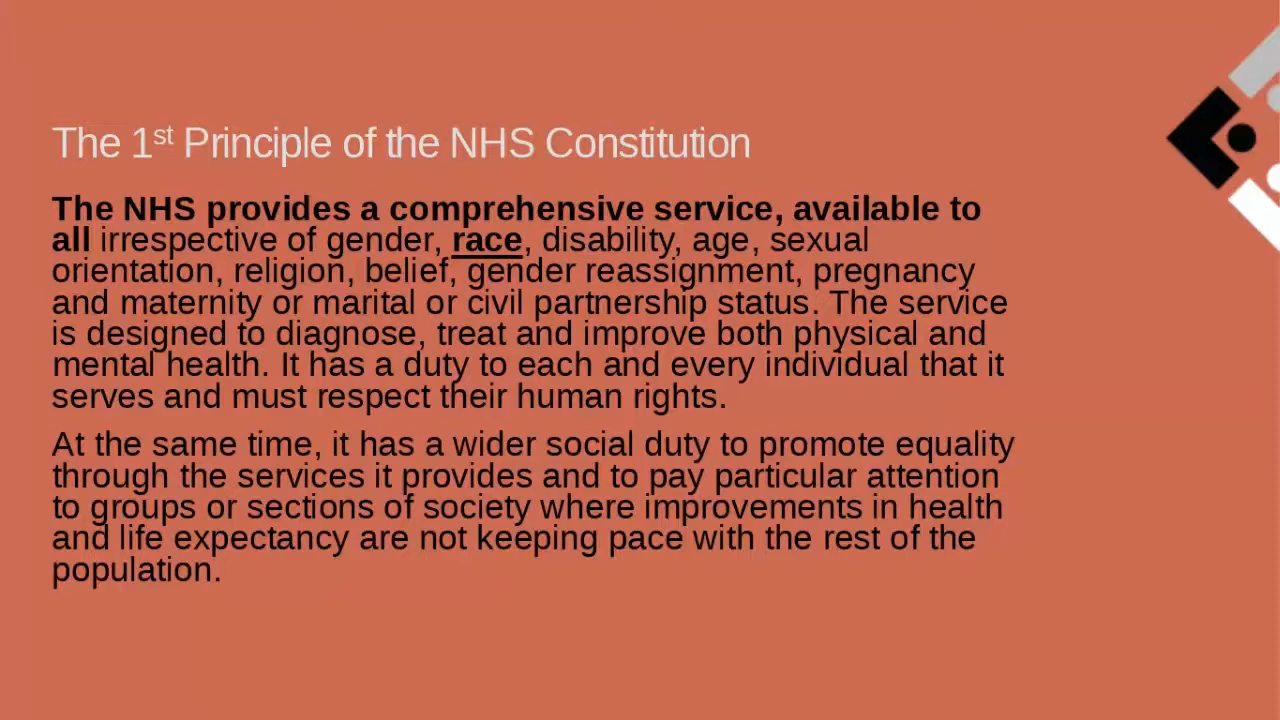 The 1st Principle of the NHS Constitution
The NHS provides a comprehensive service, available to
all irrespective of gender, race, disability, age, sexual
orientation, religion, belief, gender reassignment, pregnancy
and maternity or marital or civil partnership status. The service
is designed to diagnose, treat and improve both physical and
mental health. It has a duty to each and every individual that it
serves and must respect their human rights.
At the same time, it has a wider social duty to promote equality
through the services it provides and to pay particular attention
to groups or sections of society where improvements in health
and life expectancy are not keeping pace with the rest of the
population.